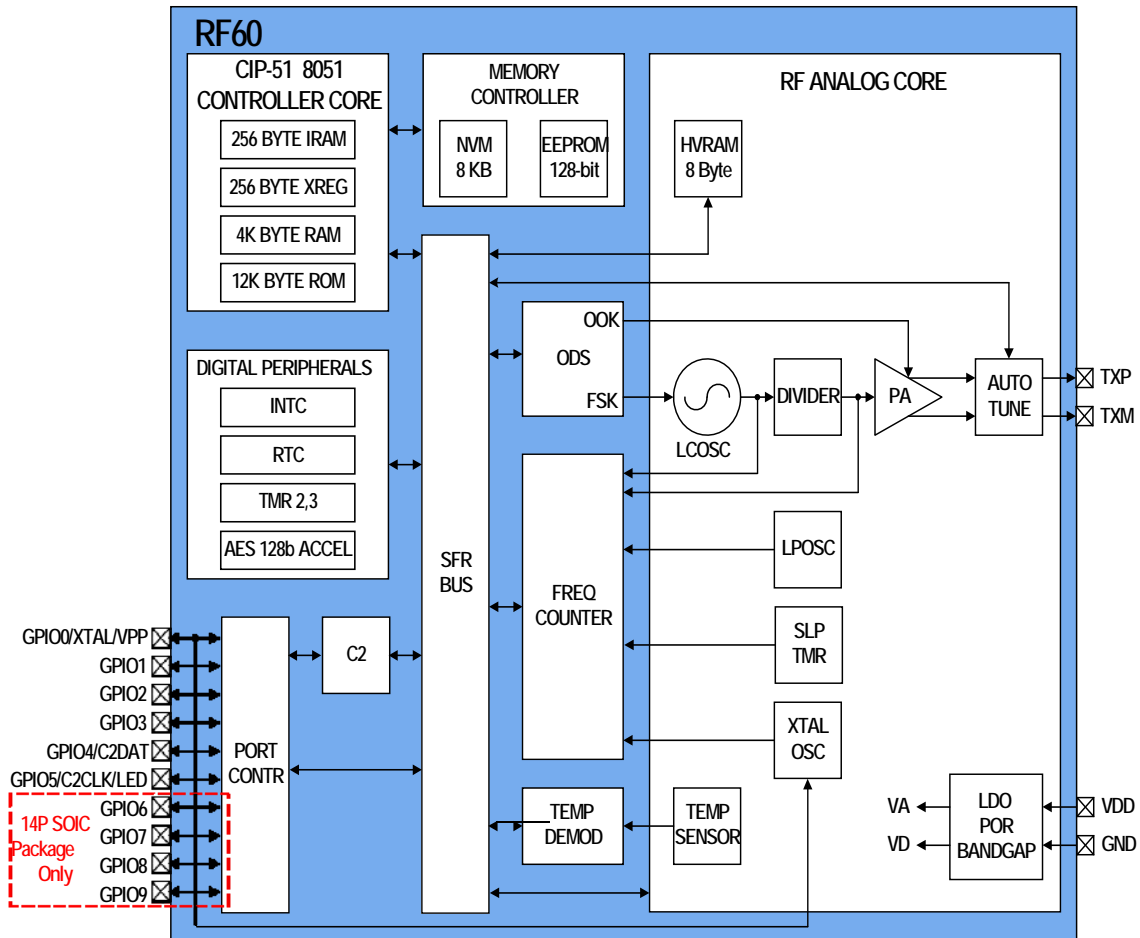 RF60
CIP-51 8051
CONTROLLER CORE
256 BYTE IRAM
256 BYTE XREG
4K BYTE RAM
12K BYTE ROM
MEMORY
CONTROLLER
NVM
8 KB
EEPROM
128-bit
RF ANALOG CORE
HVRAM
8 Byte
DIGITAL PERIPHERALS
INTC
RTC
TMR 2,3
AES 128b ACCEL
SFR
BUS
OOK
ODS
FSK
LCOSC
DIVIDER
PA
AUTO
TUNE
TXP
TXM
FREQ
COUNTER
LPOSC
SLP
TMR
XTAL
OSC
C2
PORT
CONTR
GPIO0/XTAL/VPP
GPIO1
GPIO2
GPIO3
GPIO4/C2DAT
GPIO5/C2CLK/LED
GPIO6
GPIO7
GPIO8
GPIO9
14P SOIC
Package
Only
TEMP
DEMOD
TEMP
SENSOR
VA
VD
LDO
POR
BANDGAP
VDD
GND